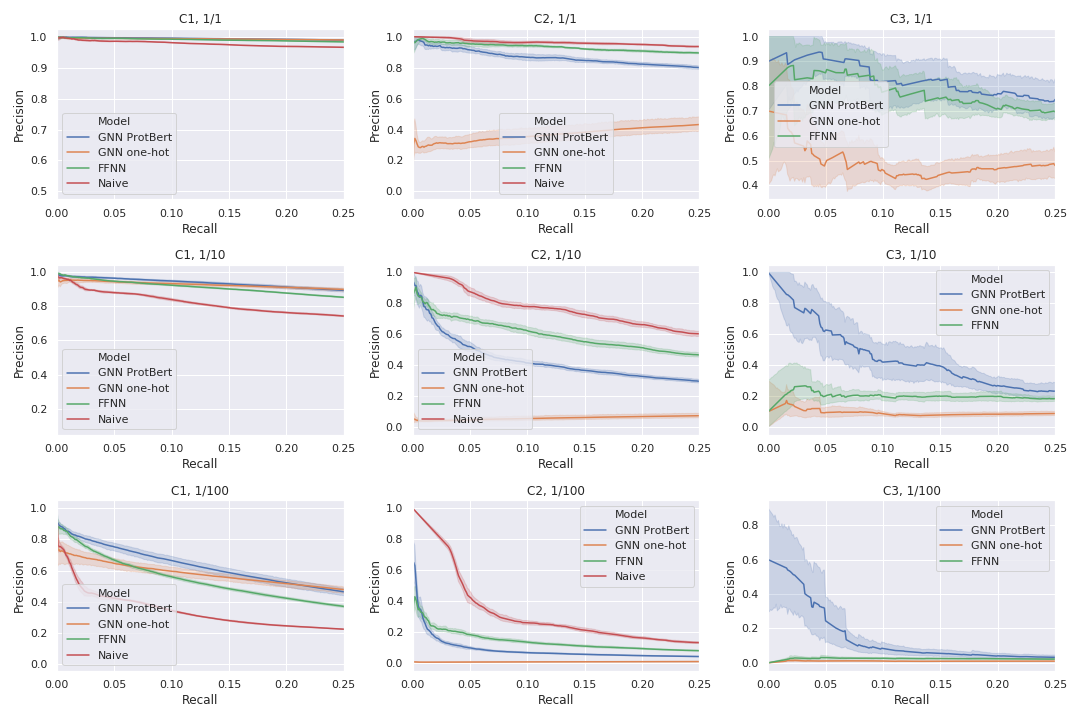 C1, 1/1
1.0
0.9
0.8
0.7
0.6
0.5
Precision
Model
GNN ProtBert
GNN one-hot
FFNN
Naive
0.00 0.05 0.10 0.15 0.20 0.25
Recall
C2, 1/1
1.0
0.8
0.6
0.4
0.2
0.0
Precision
Model
GNN ProtBert
GNN one-hot
FFNN
Naive
0.00 0.05 0.10 0.15 0.20 0.25
Recall
C3, 1/1
1.0
0.9
0.8
0.7
0.6
0.5
0.4
Precision
Model
GNN ProtBert
GNN one-hot
FFNN
0.00 0.05 0.10 0.15 0.20 0.25
Recall
C1, 1/10
1.0
0.8
0.6
0.4
0.2
Precision
Model
GNN ProtBert
GNN one-hot
FFNN
Naive
0.00 0.05 0.10 0.15 0.20 0.25
Recall
C2, 1/10
1.0
0.8
0.6
0.4
0.2
0.0
Precision
Model
GNN ProtBert
GNN one-hot
FFNN
Naive
0.00 0.05 0.10 0.15 0.20 0.25
Recall
C3, 1/10
1.0
0.8
0.6
0.4
0.2
0.0
Precision
Model
GNN ProtBert
GNN one-hot
FFNN
0.00 0.05 0.10 0.15 0.20 0.25
Recall
C1, 1/100
1.0
0.8
0.6
0.4
0.2
0.0
Precision
Model
GNN ProtBert
GNN one-hot
FFNN
Naive
0.00 0.05 0.10 0.15 0.20 0.25
Recall
C2, 1/100
1.0
0.8
0.6
0.4
0.2
0.0
Precision
Model
GNN ProtBert
GNN one-hot
FFNN
Naive
0.00 0.05 0.10 0.15 0.20 0.25
Recall
C3, 1/100
0.8
0.6
0.4
0.2
0.0
Precision
Model
GNN ProtBert
GNN one-hot
FFNN
0.00 0.05 0.10 0.15 0.20 0.25
Recall